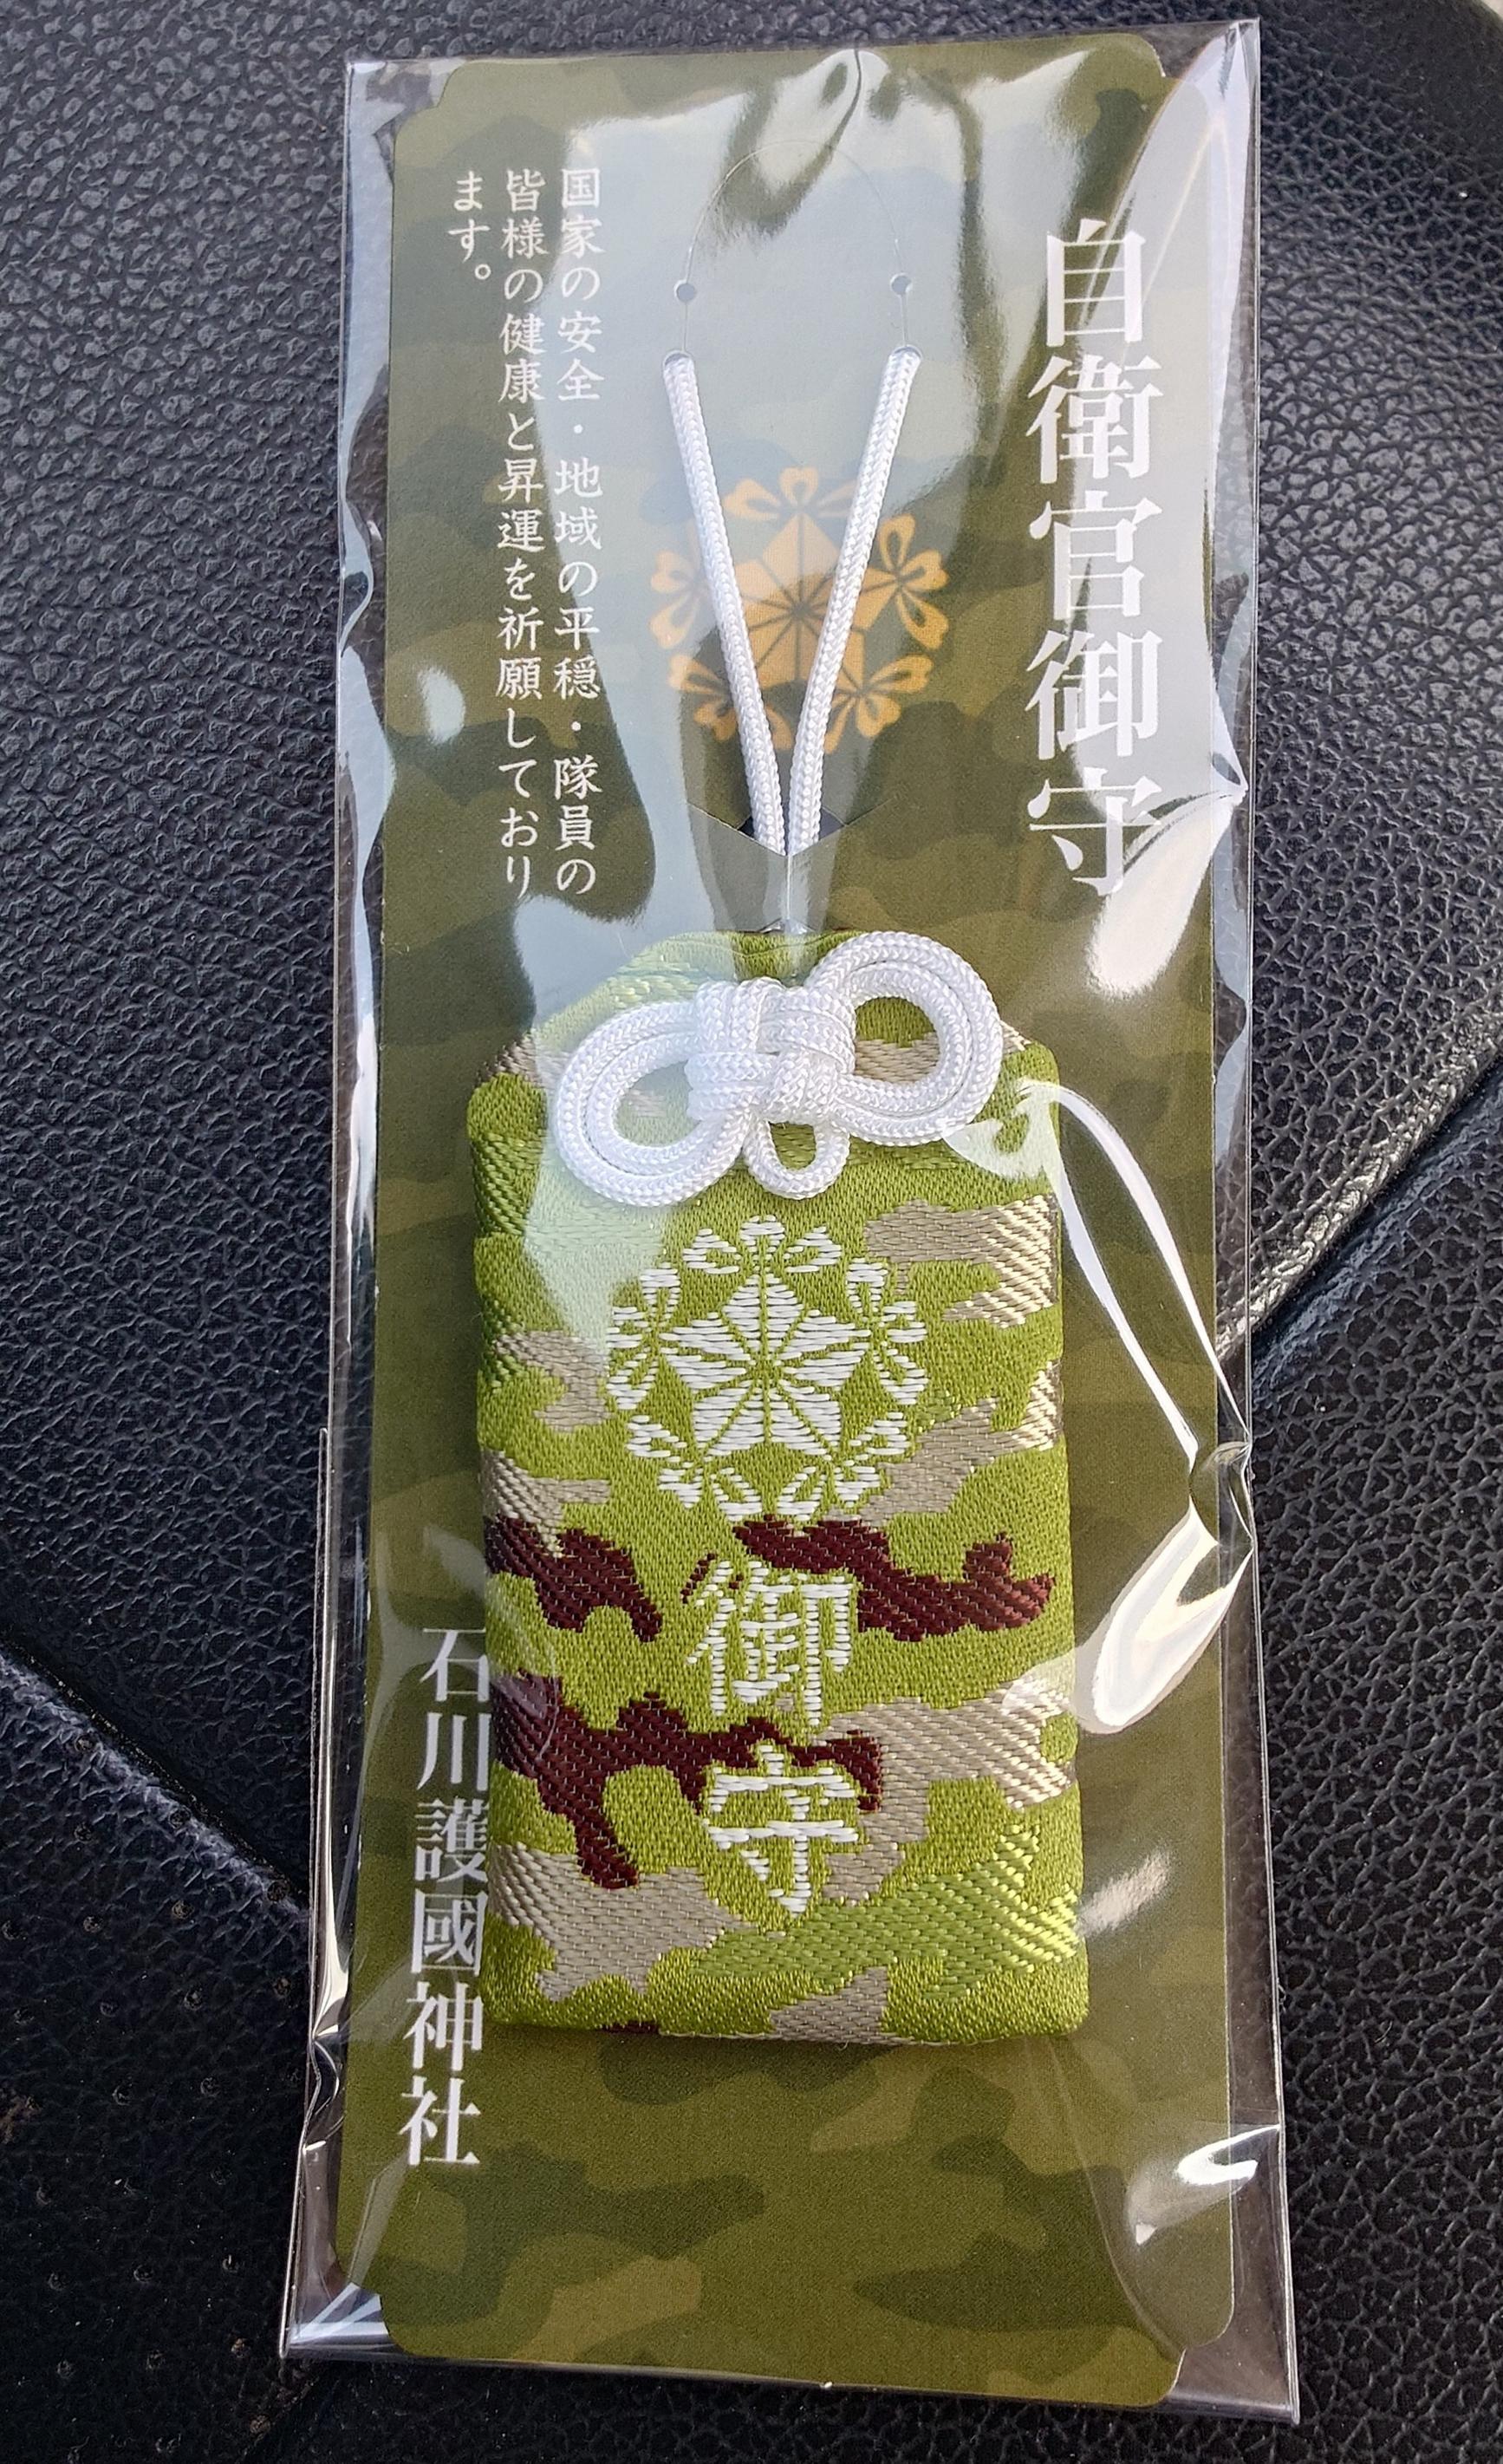 自衛官御守
国家の安全・地域の平穏・隊員の
皆様の健康と昇運を祈願しており
ます。
御守
石川護國神社